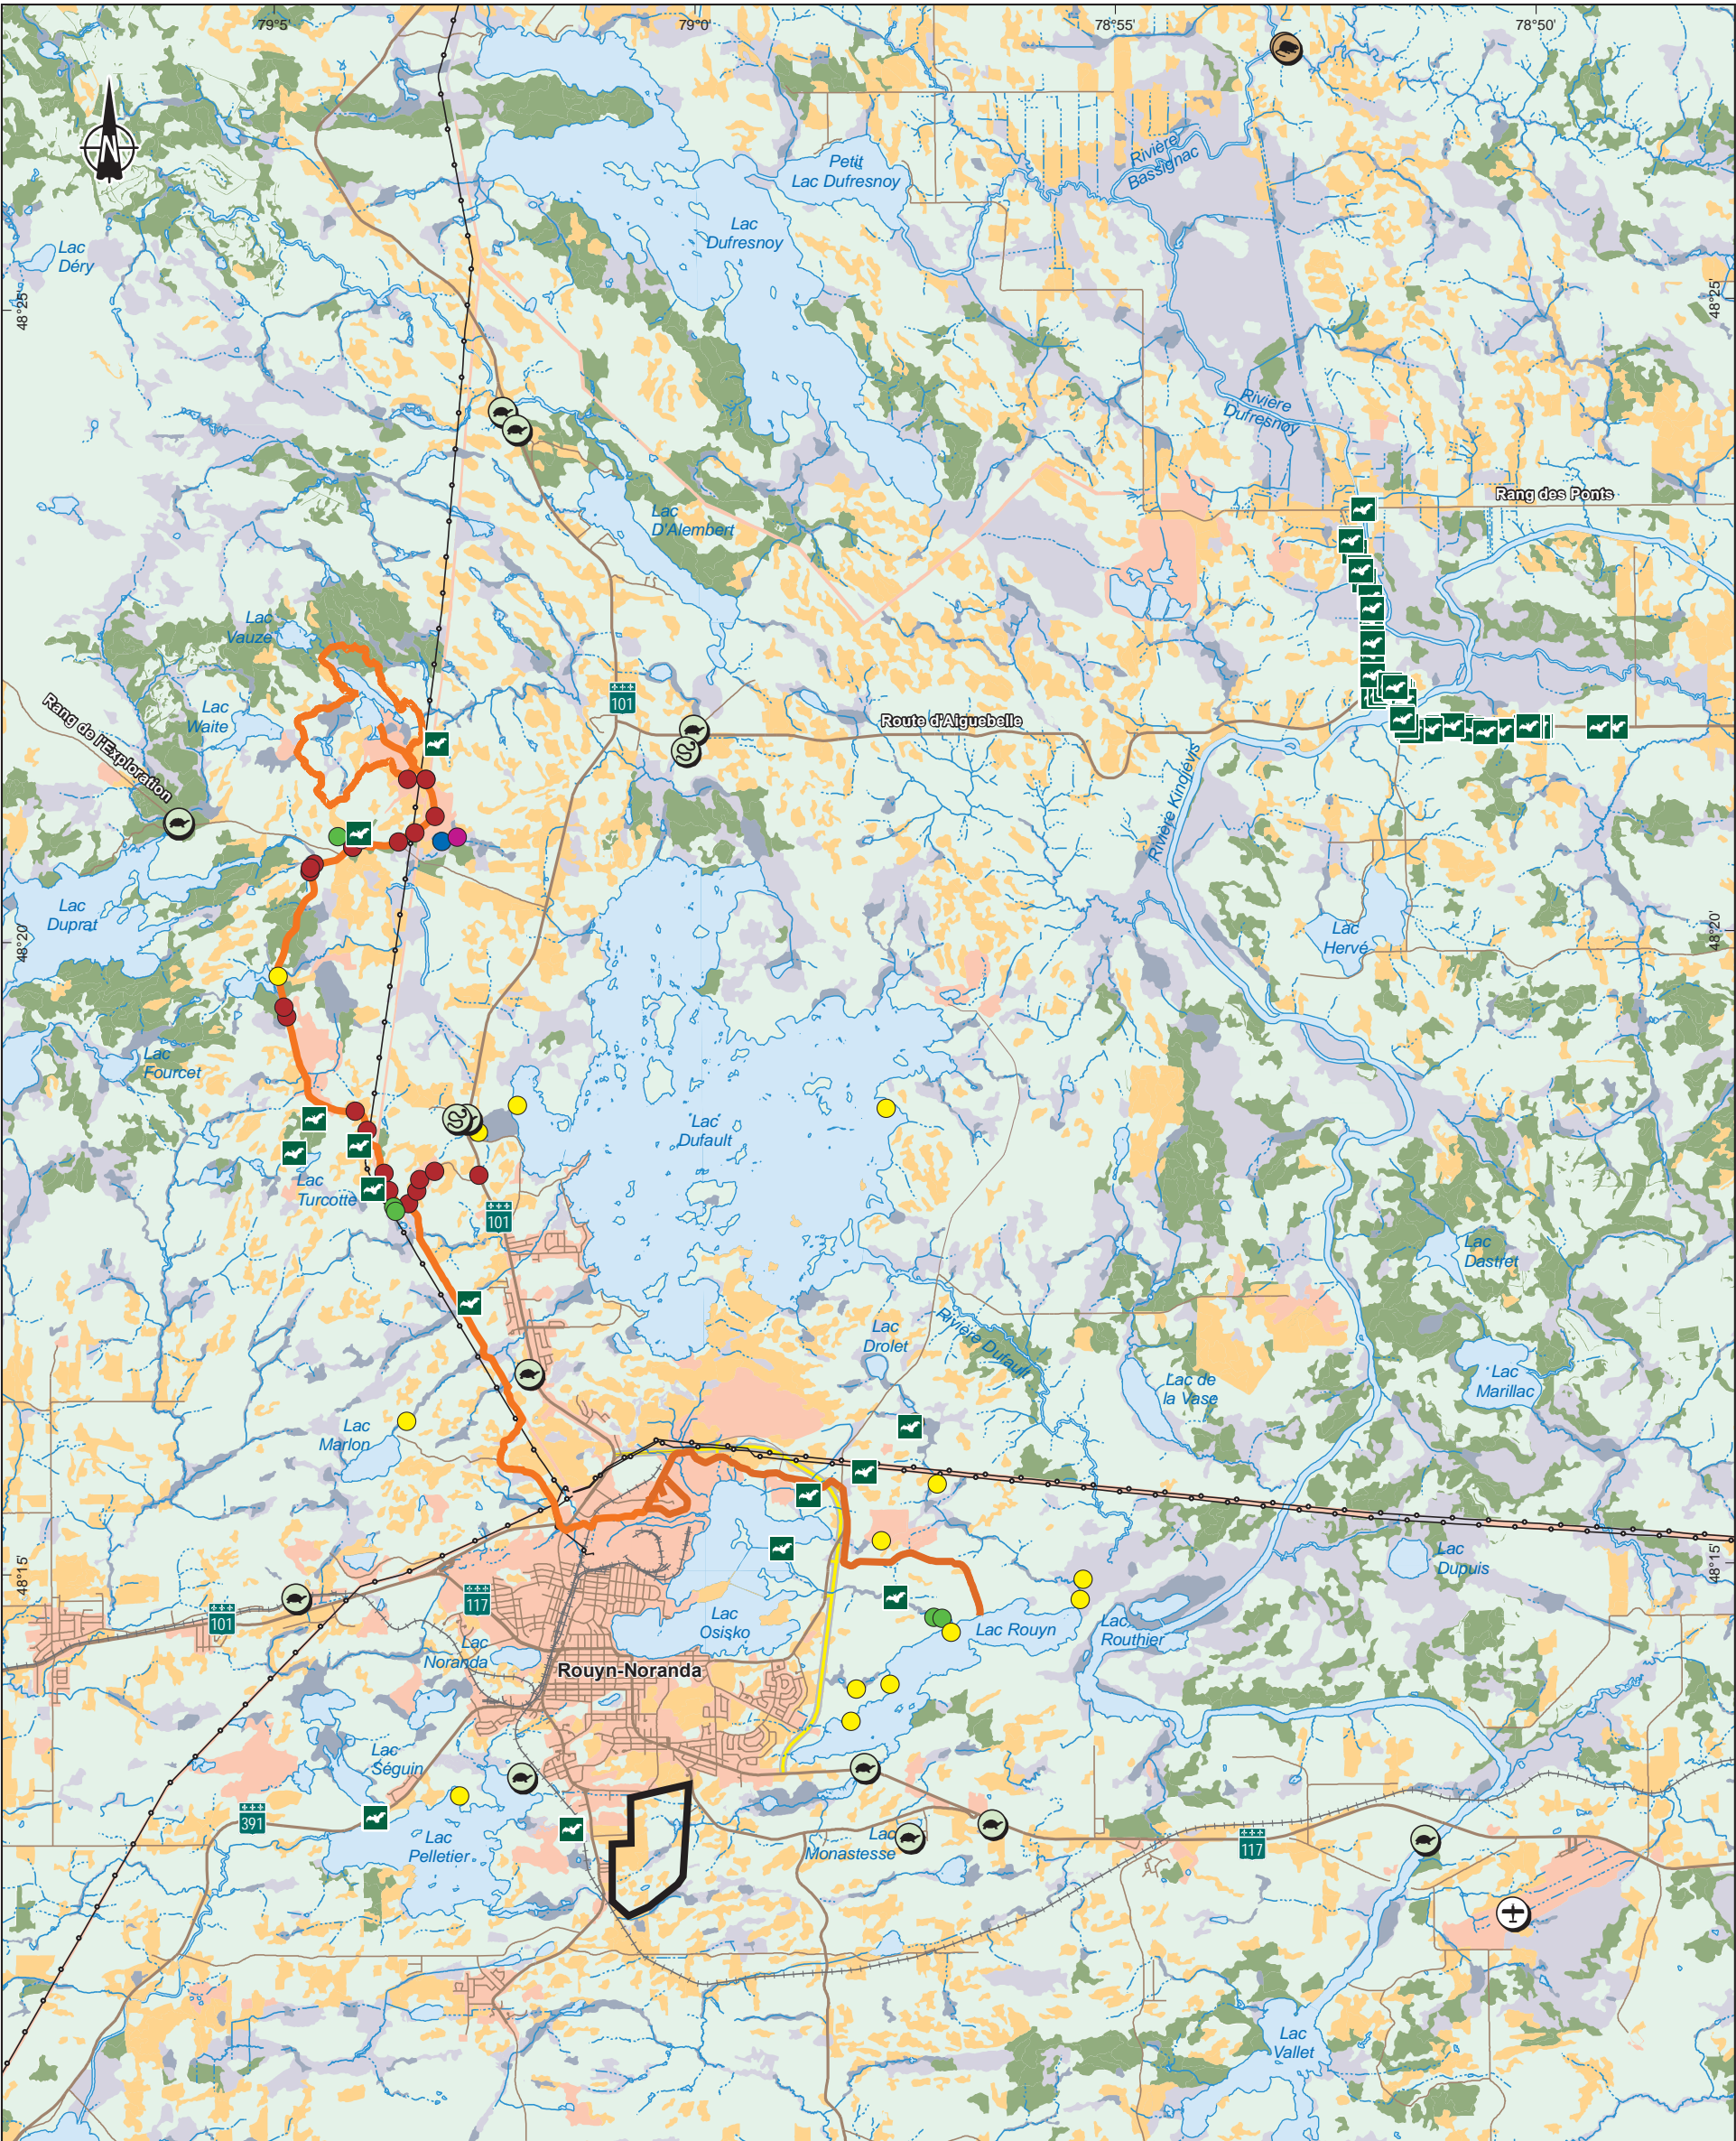 79°5'
79°0'
78°55'
78°50'
N
Petit
Lac Dufresnoy
Rivière
Bassignac
Lac
Dufresnoy
Lac
Déry
48°25'
48°25'
Rivière
Dufresnoy
Rang des Ponts
Lac
D'Alembert
Lac
Vauze
Lac
Waite
Rang de l'Exploration
101
Route d'Aiguebelle
Rivière Kinojévis
Lac
Duprat
48°20'
Lac
Hervé
48°20'
Lac
Fourcet
Lac
Dufault
Lac
Turcotte
101
Lac
Dastret
Rivière Dufault
Lac
Drolet
Lac de
la Vase
Lac
Marillac
Lac
Marlon
48°15'
Lac
Dupuis
48°15'
117
101
Lac
Osisko
Lac Rouyn
Lac
Routhier
Lac
Noranda
Rouyn-Noranda
Lac
Séguin
391
Lac
Pelletier
Lac
Monastesse
117
Lac
Vallet